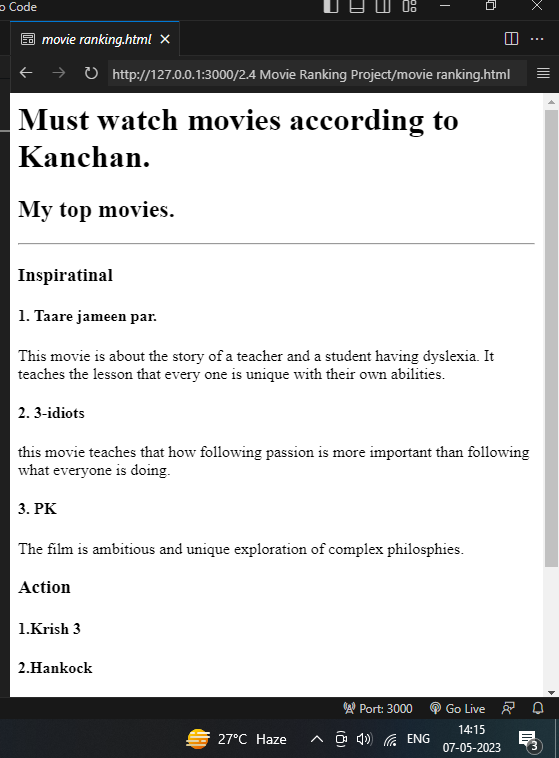 o Code
movie ranking.html
http://127.0.0.1:3000/2.4 Movie Ranking Project/movie ranking.html
Must watch movies according to
Kanchan.
My top movies.
Inspiratinal
1. Taare jameen par.
This movie is about the story of a teacher and a student having dyslexia. It
teaches the lesson that every one is unique with their own abilities.
2. 3-idiots
this movie teaches that how following passion is more important than following
what everyone is doing.
3. PK
The film is ambitious and unique exploration of complex philosphies.
Action
1.Krish 3
2.Hankock
Port: 3000 Go Live
27°C Haze ENG 14:15
07-05-2023 3